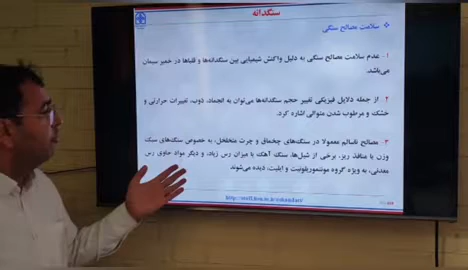 سنگدانه
❖ سلامت مصالح سنگی
۱- عدم سلامت مصالح سنگی به دلیل واکنش شیمیایی بین سنگدانه‌ها و قلیاها در خمیر سیمان
می‌باشد.
۲- از جمله دلایل فیزیکی تغییر حجم سنگدانه‌ها می‌توان به انجماد، ذوب، تغییرات حرارتی و
خشک و مرطوب شدن متوالی اشاره کرد.
۳- مصالح ناسالم معمولا در سنگ‌های چخماق و چرت متخلخل، به خصوص سنگ‌های سبک
وزن با منافذ ریز، برخی از شیل‌ها، سنگ آهک با میزان رس زیاد، و دیگر مواد حاوی رس
معدنی، به ویژه گروه مونتموریلونیت و ایلیت، دیده می‌شوند